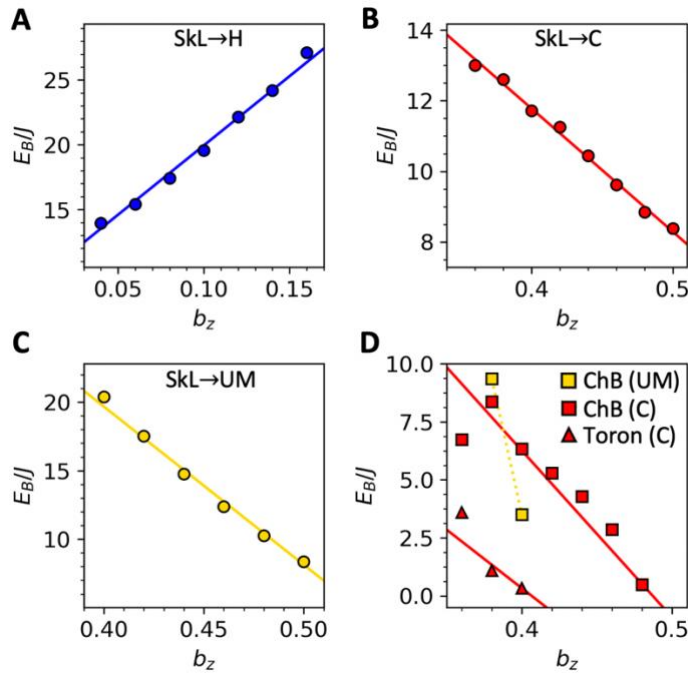 A
SkL→H
25
20
15
E_B/J
0.05
0.10
0.15
b_z
B
SkL→C
14
12
10
8
E_B/J
0.4
0.5
b_z
C
SkL→UM
20
15
10
E_B/J
0.40
0.45
0.50
b_z
D
10.0
7.5
5.0
2.5
0.0
E_B/J
ChB (UM)
ChB (C)
Toron (C)
0.4
0.5
b_z